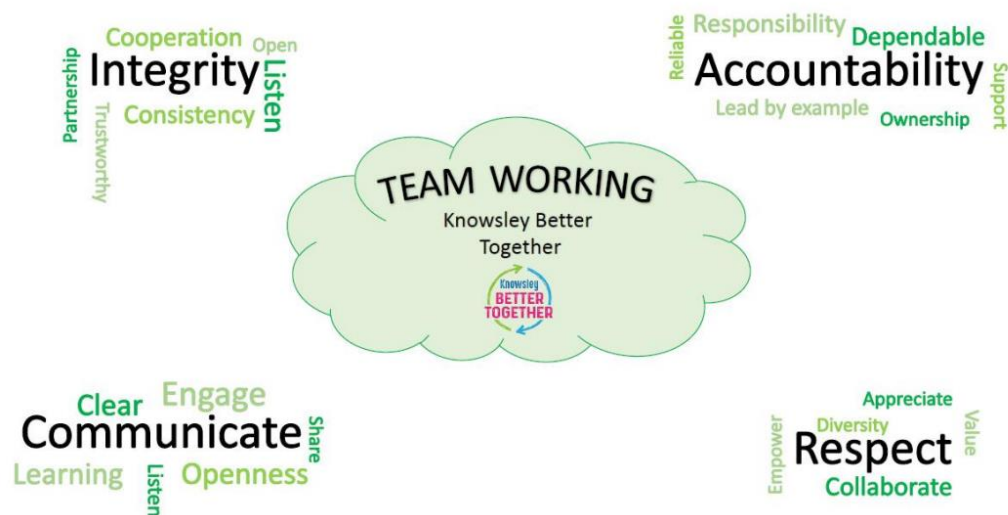 Cooperation
Open
Partnership
Integrity
Listen
Trustworthy
Consistency
Reliable
Responsibility
Dependable
Accountability
Support
Lead by example
Ownership
TEAM WORKING
Knowsley Better
Together
Knowsley
BETTER
TOGETHER
Clear
Engage
Communicate
Share
Learning
Listen
Openness
Appreciate
Empower
Diversity
Value
Respect
Collaborate